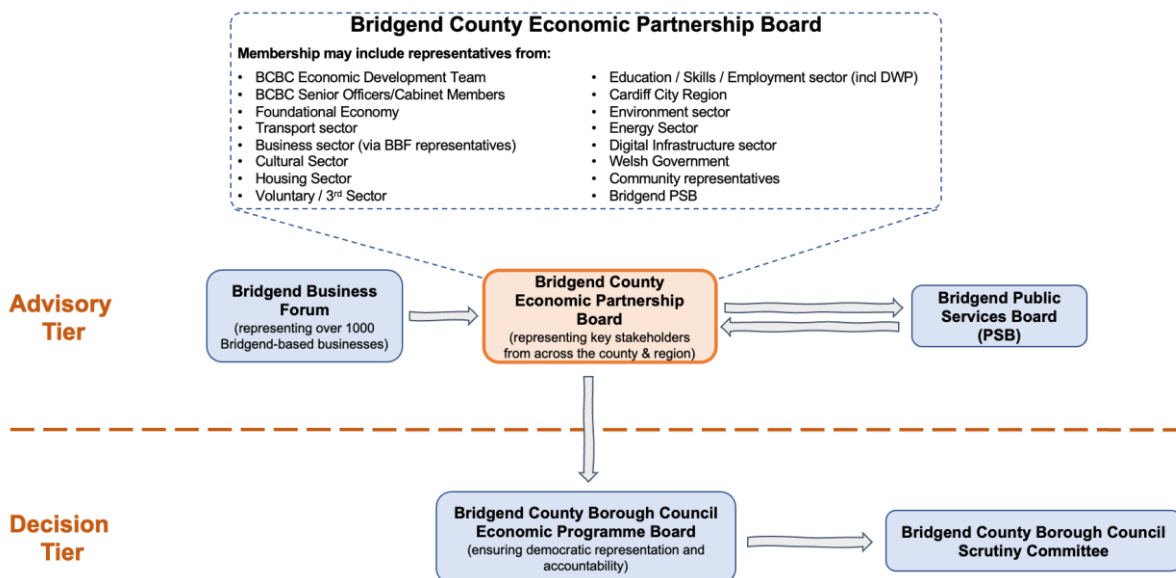 Bridgend County Economic Partnership Board
Membership may include representatives from:
• BCBC Economic Development Team
• BCBC Senior Officers/Cabinet Members
• Foundational Economy
• Transport sector
• Business sector (via BBF representatives)
• Cultural Sector
• Housing Sector
• Voluntary / 3rd Sector
• Education / Skills / Employment sector (incl DWP)
• Cardiff City Region
• Environment sector
• Energy Sector
• Digital Infrastructure sector
• Welsh Government
• Community representatives
• Bridgend PSB
Advisory
Tier
Bridgend Business
Forum
(representing over 1000
Bridgend-based businesses)
Bridgend County
Economic Partnership
Board
(representing key stakeholders
from across the county & region)
Bridgend Public
Services Board
(PSB)
Decision
Tier
Bridgend County Borough Council
Economic Programme Board
(ensuring democratic representation and
accountability)
Bridgend County Borough Council
Scrutiny Committee